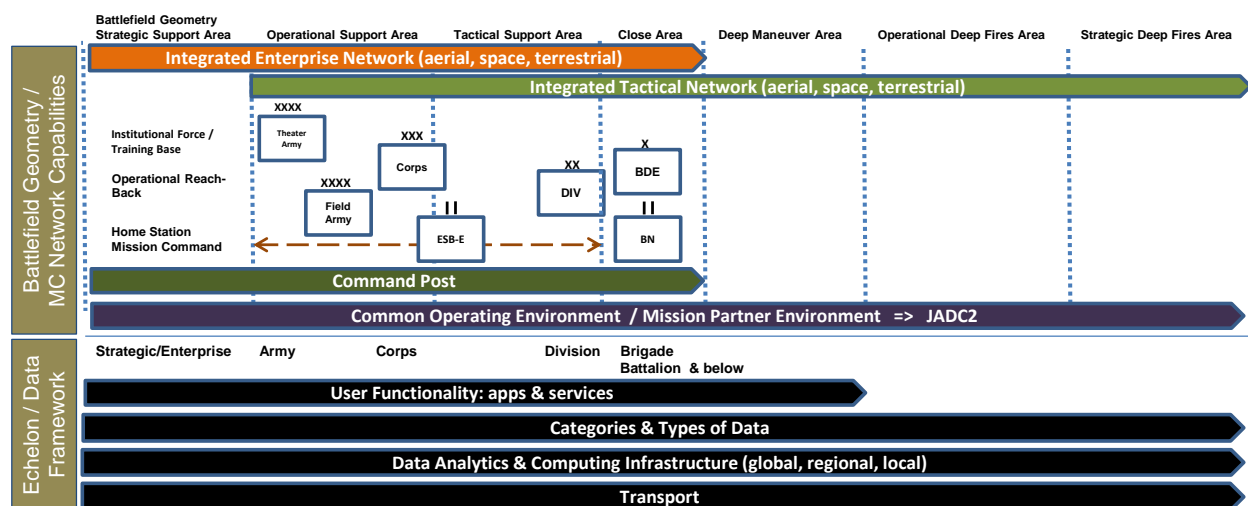 Battlefield Geometry
Strategic Support Area
Operational Support Area
Tactical Support Area
Close Area
Deep Maneuver Area
Operational Deep Fires Area
Strategic Deep Fires Area
Battlefield Geometry /
MC Network Capabilities
Integrated Enterprise Network (aerial, space, terrestrial)
Integrated Tactical Network (aerial, space, terrestrial)
Institutional Force /
Training Base
XXXX
Theater
Army
XXX
Corps
XX
DIV
X
BDE
Operational Reach-
Back
XXXX
Field
Army
Home Station
Mission Command
II
ESB-E
II
BN
Command Post
Common Operating Environment / Mission Partner Environment => JADC2
Echelon / Data
Framework
Strategic/Enterprise
Army
Corps
Division
Brigade
Battalion & below
User Functionality: apps & services
Categories & Types of Data
Data Analytics & Computing Infrastructure (global, regional, local)
Transport